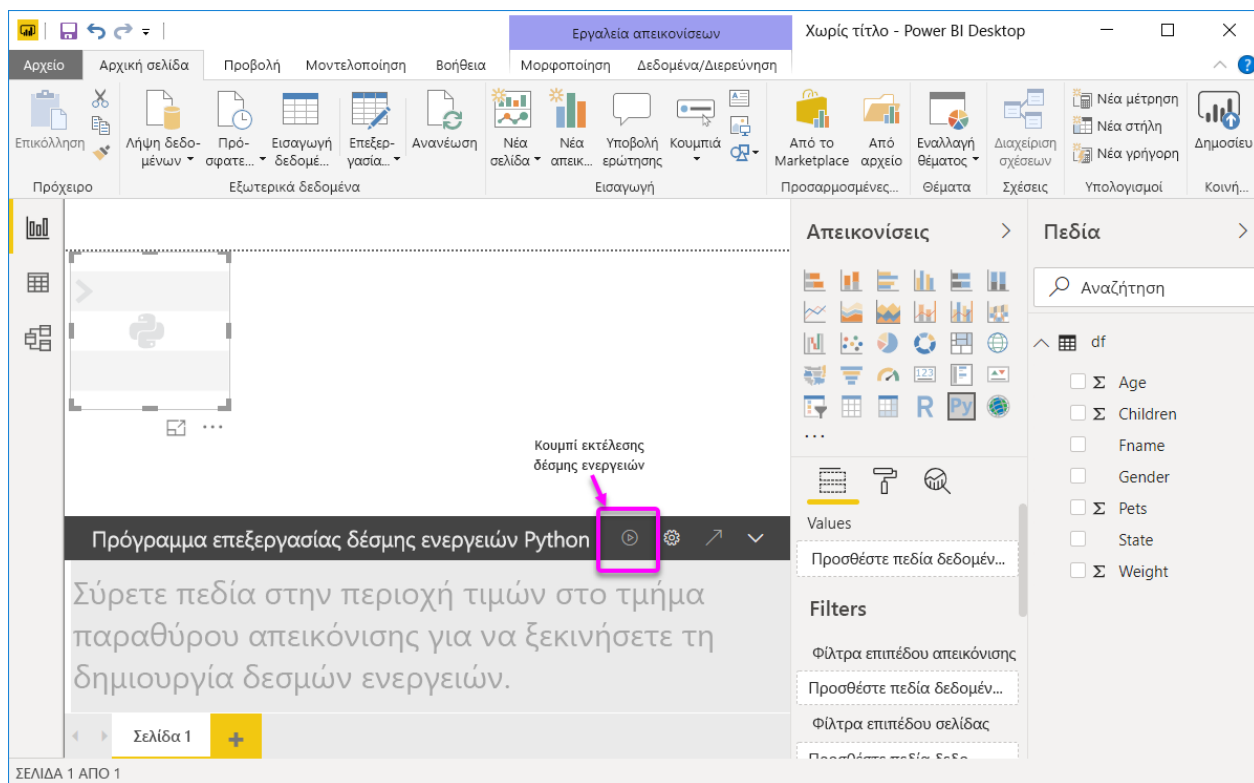 Εργαλεία απεικονίσεων
Χωρίς τίτλο - Power BI Desktop
Αρχείο
Αρχική σελίδα
Προβολή
Μοντελοποίηση
Βοήθεια
Μορφοποίηση
Δεδομένα/Διερεύνηση
?
Επικόλληση
Λήψη δεδο-
μένων
Πρό-
σφατε...
Εισαγωγή
δεδομέ...
Επεξερ-
γασία...
Ανανέωση
Νέα
σελίδα
Νέα
απεικ...
Υποβολή
ερώτησης
Κουμπιά
Από το
Marketplace
Από
αρχείο
Εναλλαγή
θέματος
Διαχείριση
σχέσεων
Νέα μέτρηση
Νέα στήλη
Νέα γρήγορη
Δημοσίευ
Πρόχειρο
Εξωτερικά δεδομένα
Εισαγωγή
Προσαρμοσμένες...
Θέματα
Σχέσεις
Υπολογισμοί
Κοινή...
Κουμπί εκτέλεσης
δέσμης ενεργειών
Πρόγραμμα επεξεργασίας δέσμης ενεργειών Python
Σύρετε πεδία στην περιοχή τιμών στο τμήμα
παραθύρου απεικόνισης για να ξεκινήσετε τη
δημιουργία δεσμών ενεργειών.
Σελίδα 1
+
ΣΕΛΙΔΑ 1 ΑΠΟ 1
Απεικονίσεις
123
R
Py
...
Values
Προσθέστε πεδία δεδομέν...
Filters
Φίλτρα επιπέδου απεικόνισης
Προσθέστε πεδία δεδομέν...
Φίλτρα επιπέδου σελίδας
Προσθέστε πεδία δεδο...
Πεδία
Αναζήτηση
df
Σ Age
Σ Children
Fname
Gender
Σ Pets
State
Σ Weight